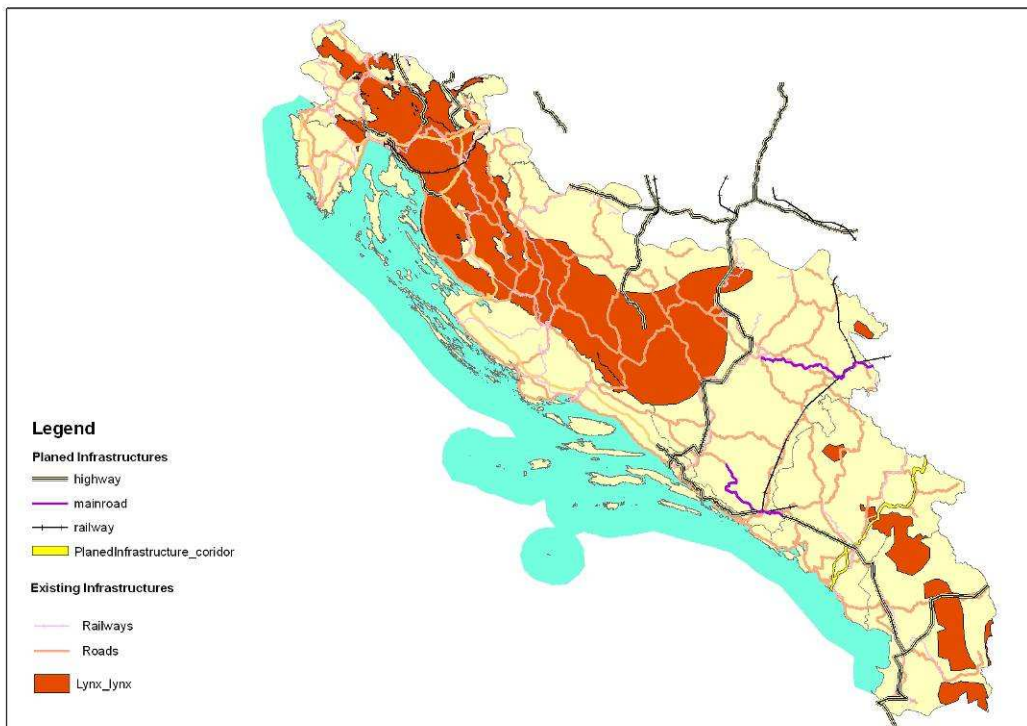 Legend
Planed Infrastructures
highway
mainroad
railway
PlanedInfrastructure_coridor
Existing Infrastructures
Railways
Roads
Lynx_lynx